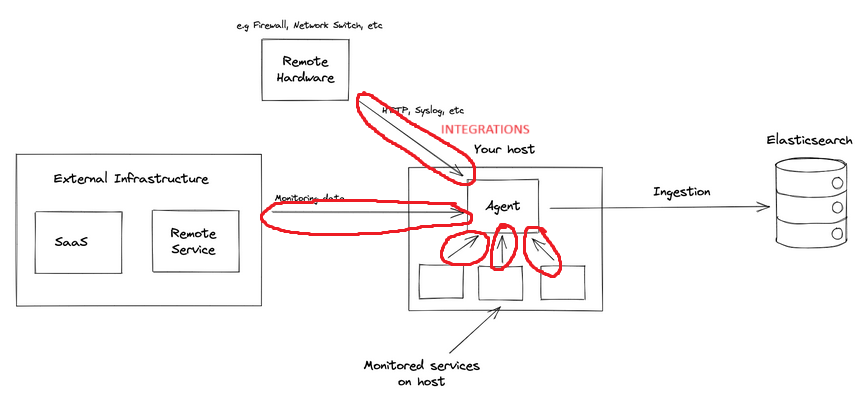 e.g Firewall, Network Switch, etc
Remote
Hardware
HTTP, Syslog, etc
INTEGRATIONS
Your host
Elasticsearch
External Infrastructure
SaaS
Remote
Service
Monitoring data
Agent
Ingestion
Monitored services
on host